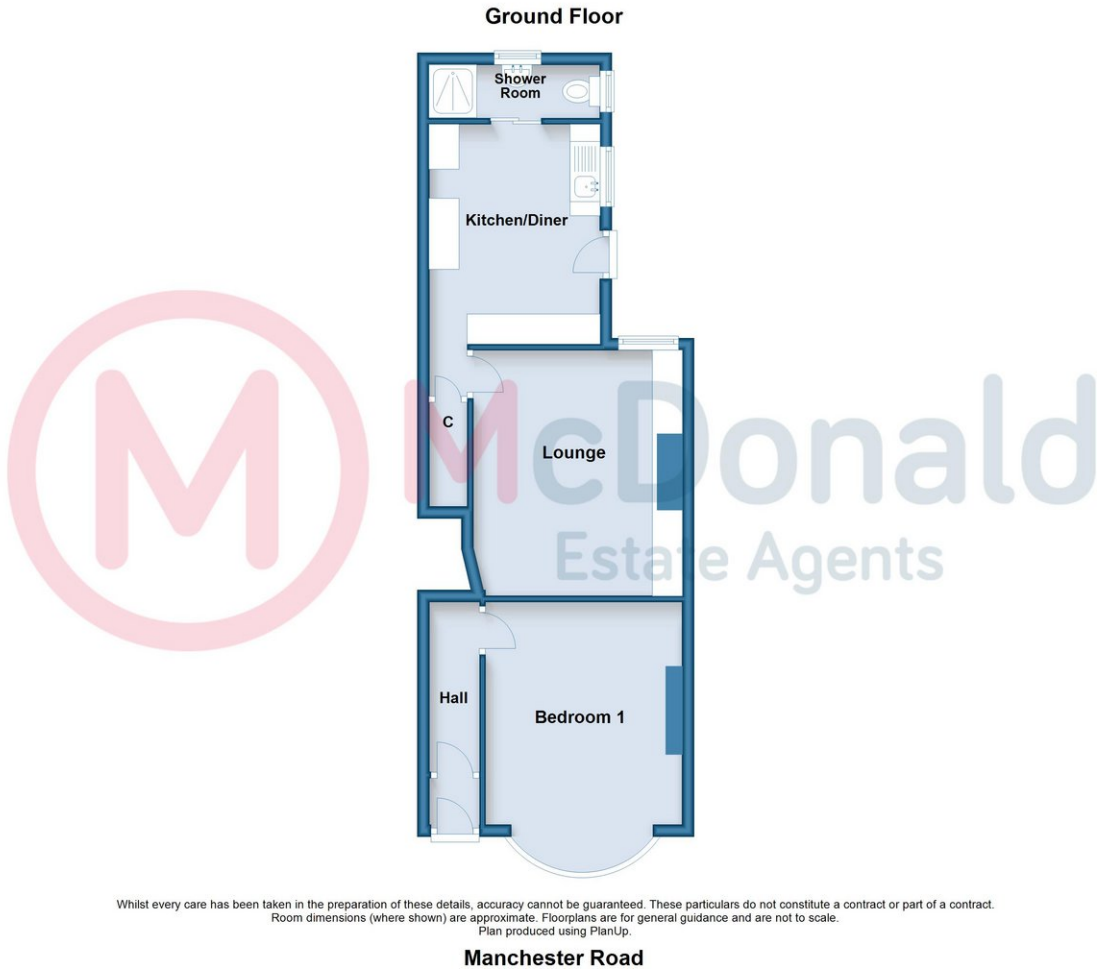 Ground Floor
Shower
Room
Kitchen/Diner
C
Lounge
McDonald
Estate Agents
Hall
Bedroom 1
Whilst every care has been taken in the preparation of these details, accuracy cannot be guaranteed. These particulars do not constitute a contract or part of a contract.
Room dimensions (where shown) are approximate. Floorplans are for general guidance and are not to scale.
Plan produced using PlanUp.
Manchester Road